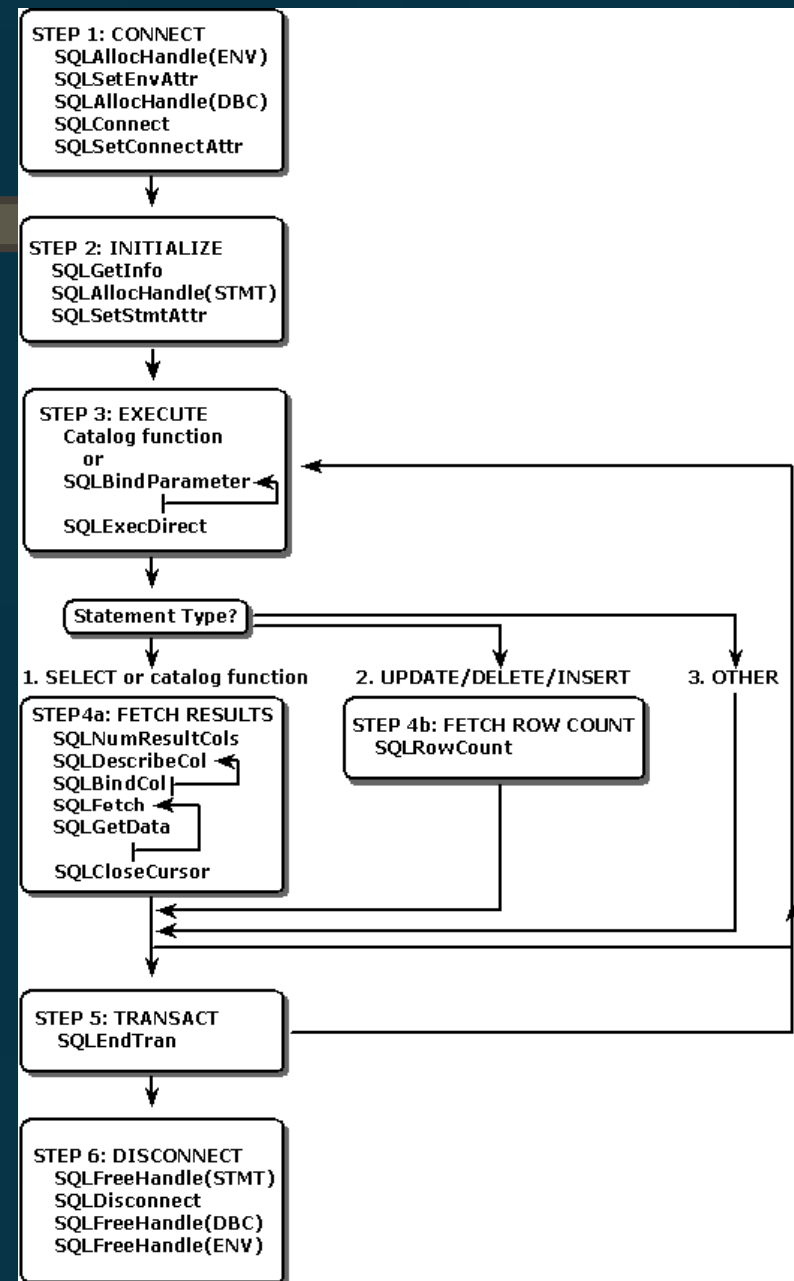 STEP 1: CONNECT
SQLAllocHandle(ENV)
SQLSetEnvAttr
SQLAllocHandle(DBC)
SQLConnect
SQLSetConnectAttr
STEP 2: INITIALIZE
SQLGetInfo
SQLAllocHandle(STMT)
SQLSetStmtAttr
STEP 3: EXECUTE
Catalog function
or
SQLBindParameter
SQLExecDirect
Statement Type?
1. SELECT or catalog function
2. UPDATE/DELETE/INSERT
3. OTHER
STEP4a: FETCH RESULTS
SQLNumResultCols
SQLDescribeCol
SQLBindCol
SQLFetch
SQLGetData
SQLCloseCursor
STEP 4b: FETCH ROW COUNT
SQLRowCount
STEP 5: TRANSACT
SQLEndTran
STEP 6: DISCONNECT
SQLFreeHandle(STMT)
SQLDisconnect
SQLFreeHandle(DBC)
SQLFreeHandle(ENV)